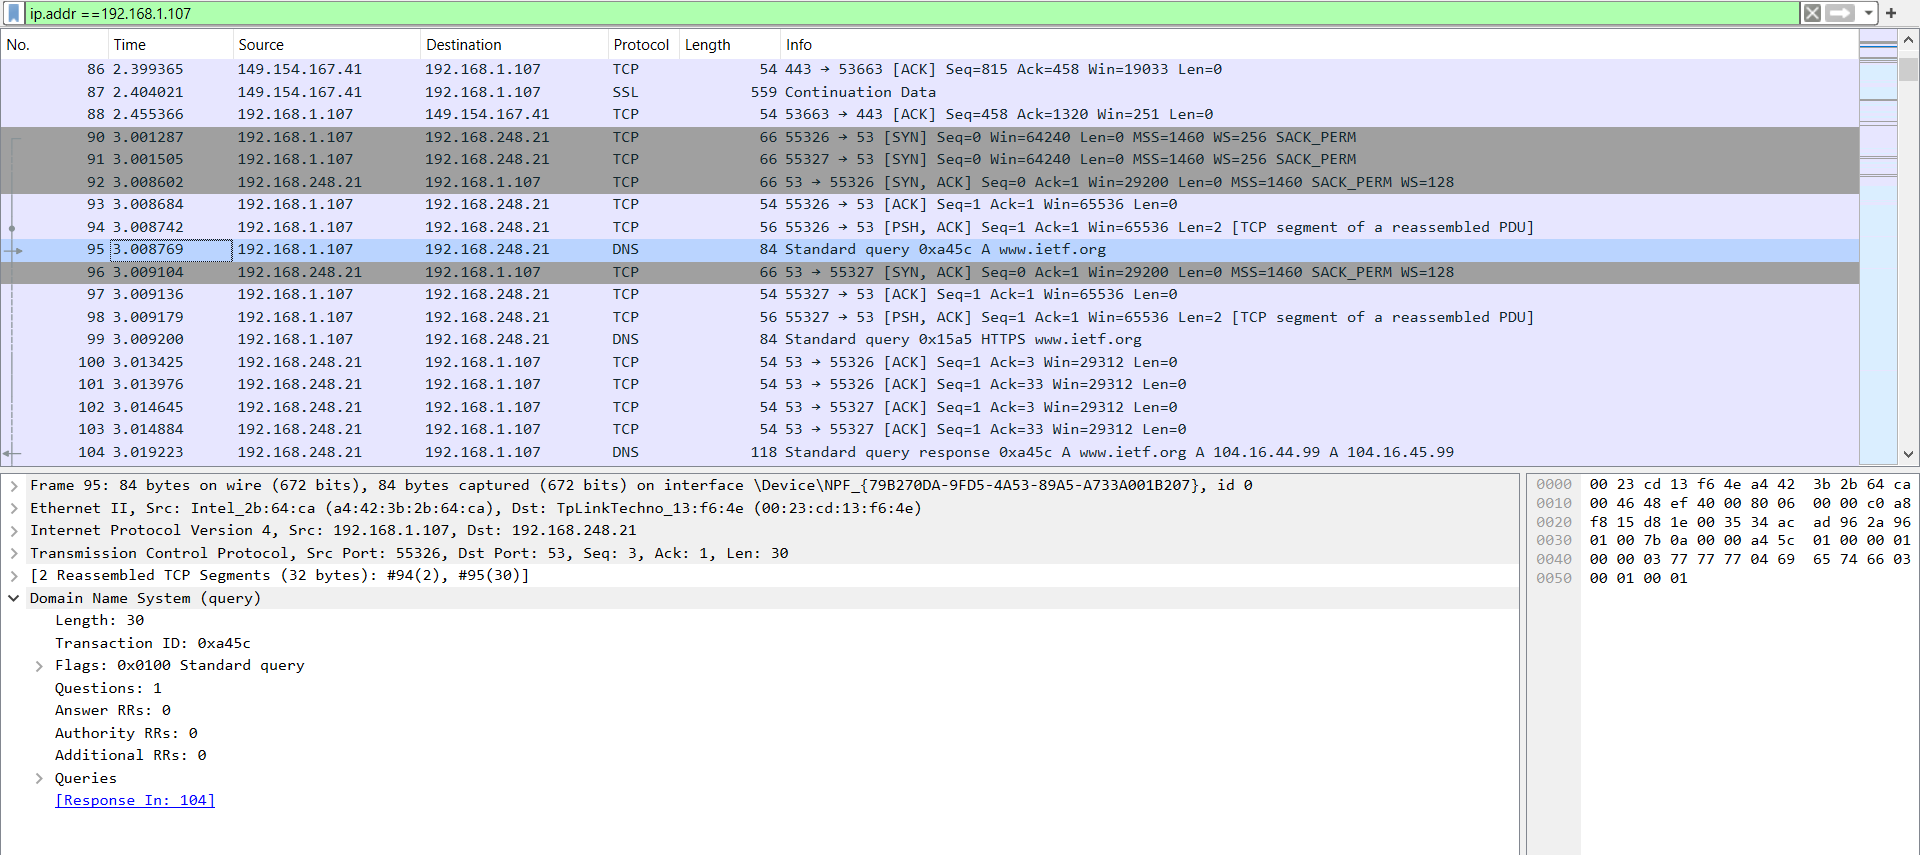 ip.addr ==192.168.1.107
No. Time Source Destination Protocol Length Info
86 2.399365 149.154.167.41 192.168.1.107 TCP 54 443 → 53663 [ACK] Seq=815 Ack=458 Win=19033 Len=0
87 2.404021 149.154.167.41 192.168.1.107 SSL 559 Continuation Data
88 2.455366 192.168.1.107 149.154.167.41 TCP 54 53663 → 443 [ACK] Seq=458 Ack=1320 Win=251 Len=0
90 3.001287 192.168.1.107 192.168.248.21 TCP 66 55326 → 53 [SYN] Seq=0 Win=64240 Len=0 MSS=1460 WS=256 SACK_PERM
91 3.001505 192.168.1.107 192.168.248.21 TCP 66 55327 → 53 [SYN] Seq=0 Win=64240 Len=0 MSS=1460 WS=256 SACK_PERM
92 3.008602 192.168.248.21 192.168.1.107 TCP 66 53 → 55326 [SYN, ACK] Seq=0 Ack=1 Win=29200 Len=0 MSS=1460 SACK_PERM WS=128
93 3.008684 192.168.1.107 192.168.248.21 TCP 54 55326 → 53 [ACK] Seq=1 Ack=1 Win=65536 Len=0
94 3.008742 192.168.1.107 192.168.248.21 TCP 56 55326 → 53 [PSH, ACK] Seq=1 Ack=1 Win=65536 Len=2 [TCP segment of a reassembled PDU]
95 3.008769 192.168.1.107 192.168.248.21 DNS 84 Standard query 0xa45c A www.ietf.org
96 3.009104 192.168.248.21 192.168.1.107 TCP 66 53 → 55327 [SYN, ACK] Seq=0 Ack=1 Win=29200 Len=0 MSS=1460 SACK_PERM WS=128
97 3.009136 192.168.1.107 192.168.248.21 TCP 54 55327 → 53 [ACK] Seq=1 Ack=1 Win=65536 Len=0
98 3.009179 192.168.1.107 192.168.248.21 TCP 56 55327 → 53 [PSH, ACK] Seq=1 Ack=1 Win=65536 Len=2 [TCP segment of a reassembled PDU]
99 3.009200 192.168.1.107 192.168.248.21 DNS 84 Standard query 0x15a5 HTTPS www.ietf.org
100 3.013425 192.168.248.21 192.168.1.107 TCP 54 53 → 55326 [ACK] Seq=1 Ack=3 Win=29312 Len=0
101 3.013976 192.168.248.21 192.168.1.107 TCP 54 53 → 55326 [ACK] Seq=1 Ack=33 Win=29312 Len=0
102 3.014645 192.168.248.21 192.168.1.107 TCP 54 53 → 55327 [ACK] Seq=1 Ack=3 Win=29312 Len=0
103 3.014884 192.168.248.21 192.168.1.107 TCP 54 53 → 55327 [ACK] Seq=1 Ack=33 Win=29312 Len=0
104 3.019223 192.168.248.21 192.168.1.107 DNS 118 Standard query response 0xa45c A www.ietf.org A 104.16.44.99 A 104.16.45.99
Frame 95: 84 bytes on wire (672 bits), 84 bytes captured (672 bits) on interface \Device\NPF_{79B270DA-9FD5-4A53-89A5-A733A001B207}, id 0
Ethernet II, Src: Intel_2b:64:ca (a4:42:3b:2b:64:ca), Dst: TpLinkTechno_13:f6:4e (00:23:cd:13:f6:4e)
Internet Protocol Version 4, Src: 192.168.1.107, Dst: 192.168.248.21
Transmission Control Protocol, Src Port: 55326, Dst Port: 53, Seq: 3, Ack: 1, Len: 30
[2 Reassembled TCP Segments (32 bytes): #94(2), #95(30)]
Domain Name System (query)
Length: 30
Transaction ID: 0xa45c
Flags: 0x0100 Standard query
Questions: 1
Answer RRs: 0
Authority RRs: 0
Additional RRs: 0
Queries
[Response In: 104]
0000 00 23 cd 13 f6 4e a4 42 3b 2b 64 ca
0010 00 46 48 ef 40 00 80 06 00 00 c0 a8
0020 f8 15 d8 1e 00 35 34 ac ad 96 2a 96
0030 01 00 7b 0a 00 00 a4 5c 01 00 00 01
0040 00 00 03 77 77 77 04 69 65 74 66 03
0050 00 01 00 01